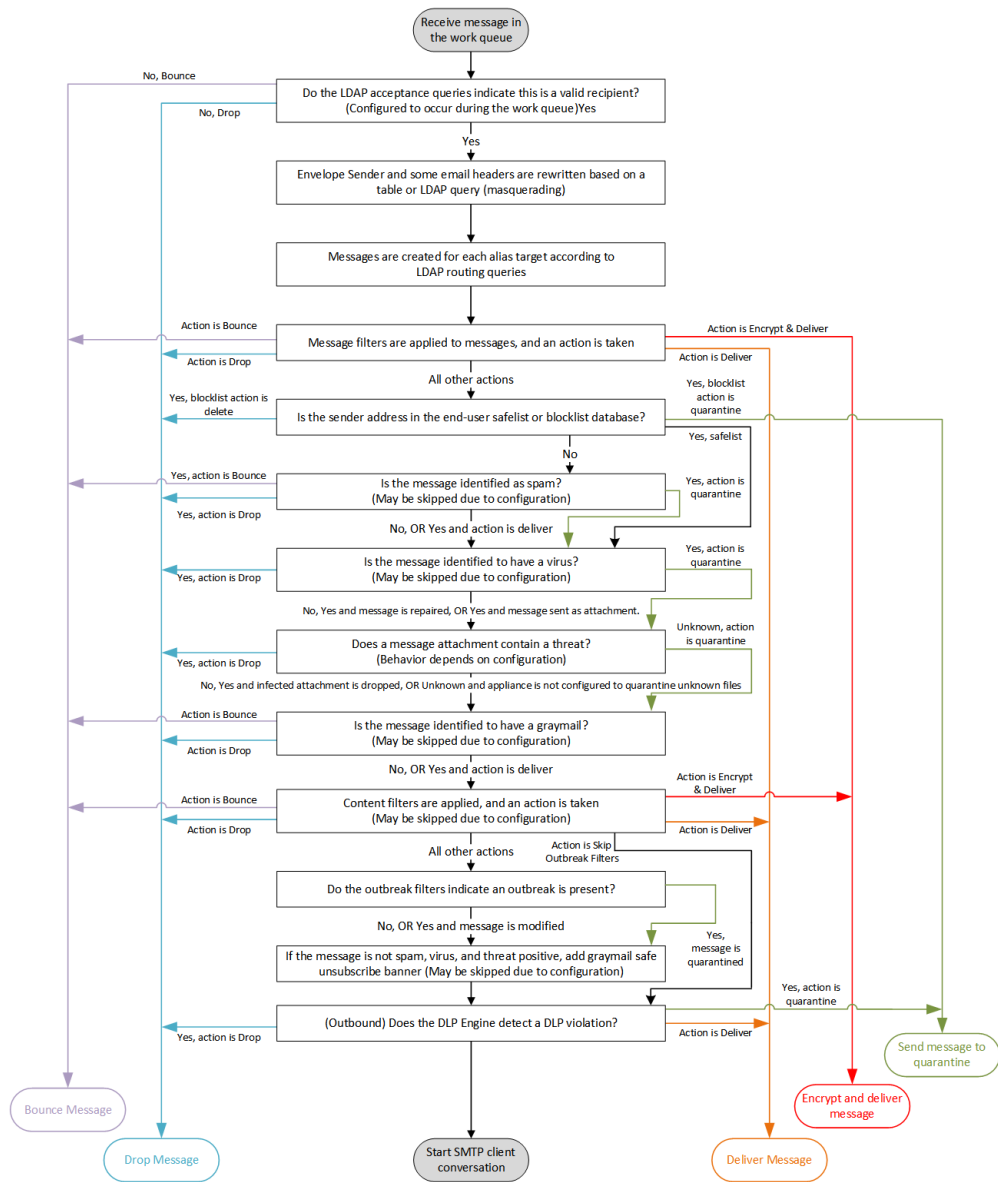 Receive message in
the work queue
No, Bounce
Do the LDAP acceptance queries indicate this is a valid recipient?
(Configured to occur during the work queue)Yes
No, Drop
Yes
Envelope Sender and some email headers are rewritten based on a
table or LDAP query (masquerading)
Messages are created for each alias target according to
LDAP routing queries
Action is Bounce
Action is Encrypt & Deliver
Message filters are applied to messages, and an action is taken
Action is Drop
Action is Deliver
All other actions
Yes, blocklist action is
delete
Yes, blocklist
action is
quarantine
Is the sender address in the end-user safelist or blocklist database?
Yes, safelist
No
Yes, action is Bounce
Is the message identified as spam?
(May be skipped due to configuration)
Yes, action is
quarantine
Yes, action is Drop
No, OR Yes and action is deliver
Is the message identified to have a virus?
(May be skipped due to configuration)
Yes, action is
quarantine
Yes, action is Drop
No, Yes and message is repaired, OR Yes and message sent as attachment.
Unknown, action
is quarantine
Does a message attachment contain a threat?
(Behavior depends on configuration)
Yes, action is Drop
No, Yes and infected attachment is dropped, OR Unknown and appliance is not configured to quarantine unknown files
Action is Bounce
Is the message identified to have a graymail?
(May be skipped due to configuration)
Action is Drop
No, OR Yes and action is deliver
Action is Encrypt
& Deliver
Action is Bounce
Content filters are applied, and an action is taken
(May be skipped due to configuration)
Action is Drop
Action is Deliver
All other actions
Action is Skip
Outbreak Filters
Do the outbreak filters indicate an outbreak is present?
No, OR Yes and message is modified
Yes,
message is
quarantined
If the message is not spam, virus, and threat positive, add graymail safe
unsubscribe banner (May be skipped due to configuration)
Yes, action is
quarantine
(Outbound) Does the DLP Engine detect a DLP violation?
Yes, action is Drop
Action is Deliver
Send message to
quarantine
Bounce Message
Encrypt and deliver
message
Drop Message
Start SMTP client
conversation
Deliver Message